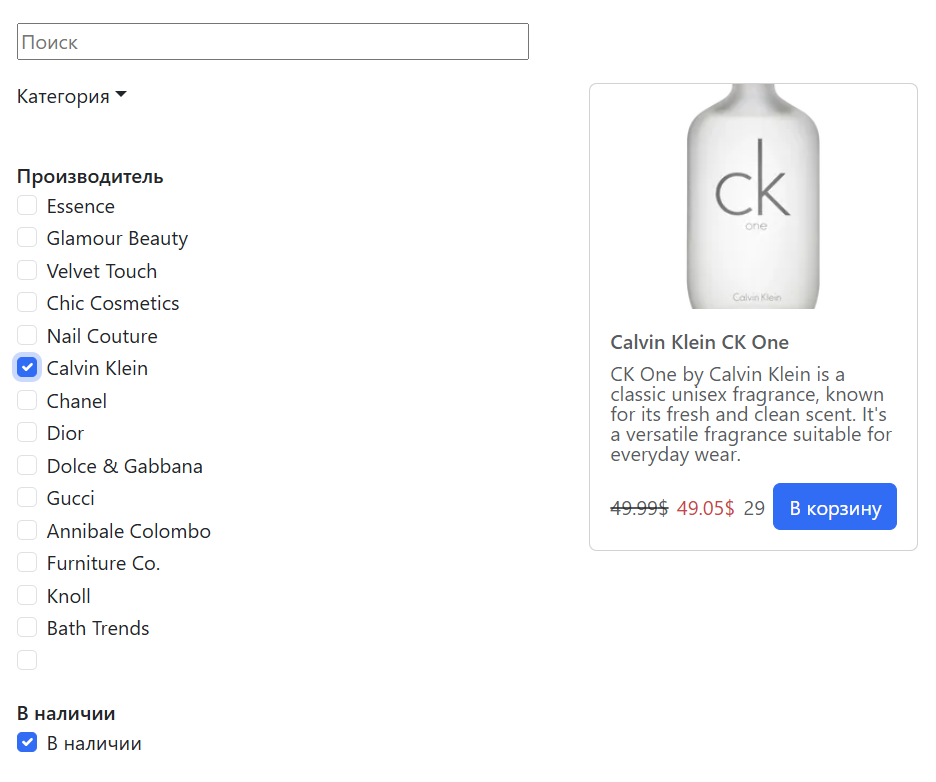 Поиск
Категория
Производитель
Essence
Glamour Beauty
Velvet Touch
Chic Cosmetics
Nail Couture
Calvin Klein
Chanel
Dior
Dolce & Gabbana
Gucci
Annibale Colombo
Furniture Co.
Knoll
Bath Trends
В наличии
В наличии
ck
one
Calvin Klein
Calvin Klein CK One
CK One by Calvin Klein is a
classic unisex fragrance, known
for its fresh and clean scent. It's
a versatile fragrance suitable for
everyday wear.
49.99$ 49.05$ 29 В корзину